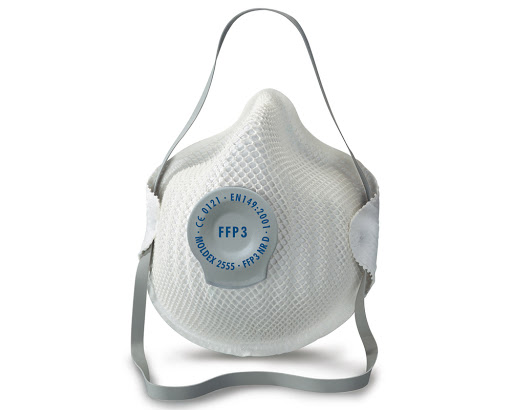 CE 0121 · EN149:2001
FFP3
· MOLDEX 2555 · FFP3 NR D ·